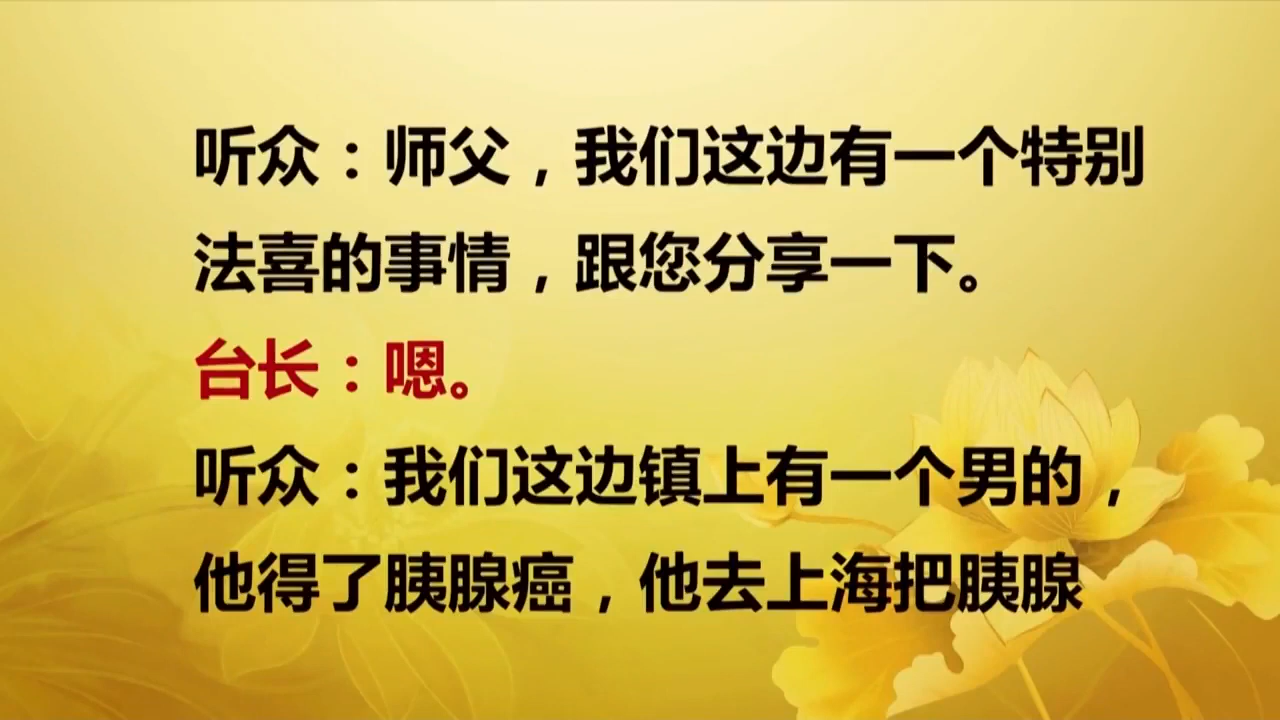 听众：师父，我们这边有一个特别
法喜的事情，跟您分享一下。
台长：嗯。
听众：我们这边镇上有一个男的，
他得了胰腺癌，他去上海把胰腺